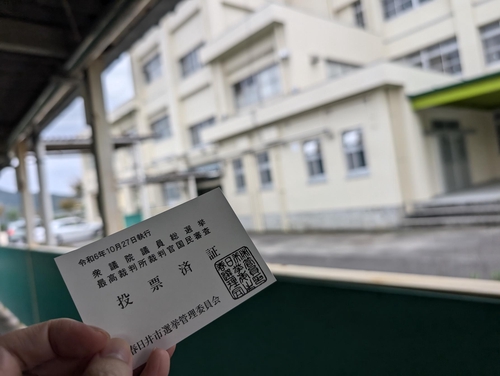 令和6年10月27日執行
衆議院議員総選挙
最高裁判所裁判官国民審査
投票済証
春日井市選挙管理委員会